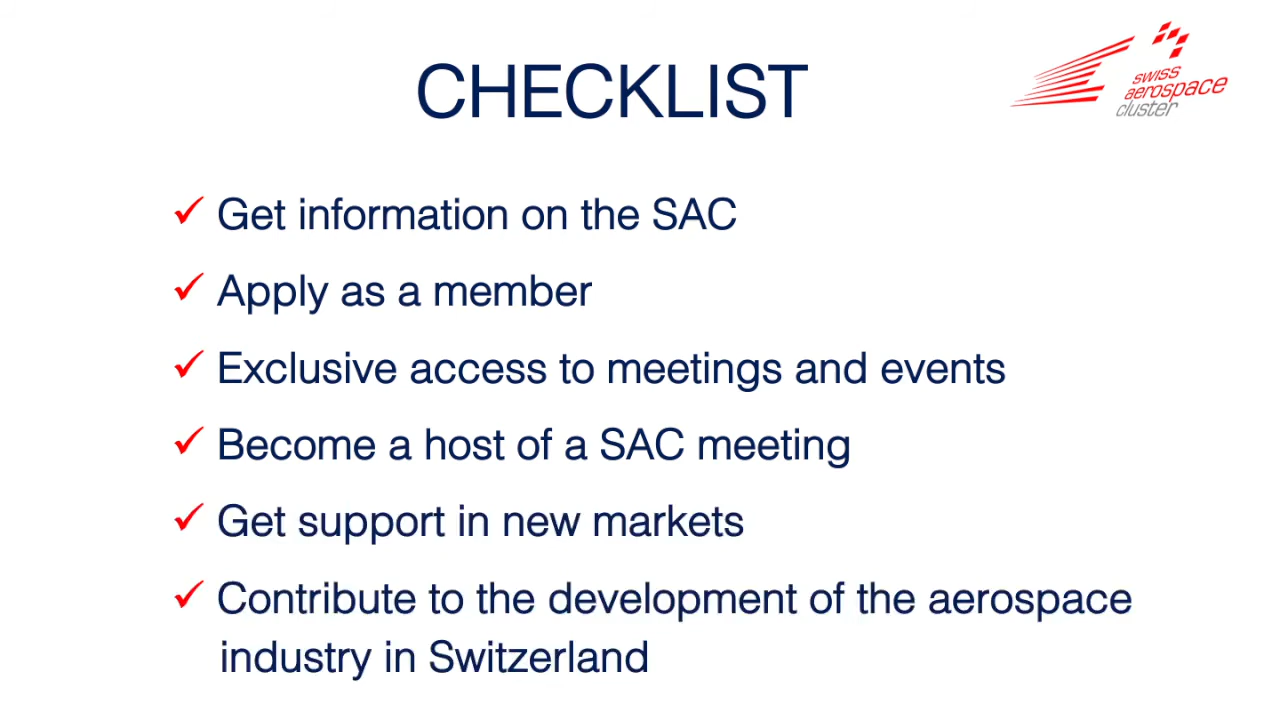 CHECKLIST
swiss
aerospace
cluster
Get information on the SAC
Apply as a member
Exclusive access to meetings and events
Become a host of a SAC meeting
Get support in new markets
Contribute to the development of the aerospace
industry in Switzerland